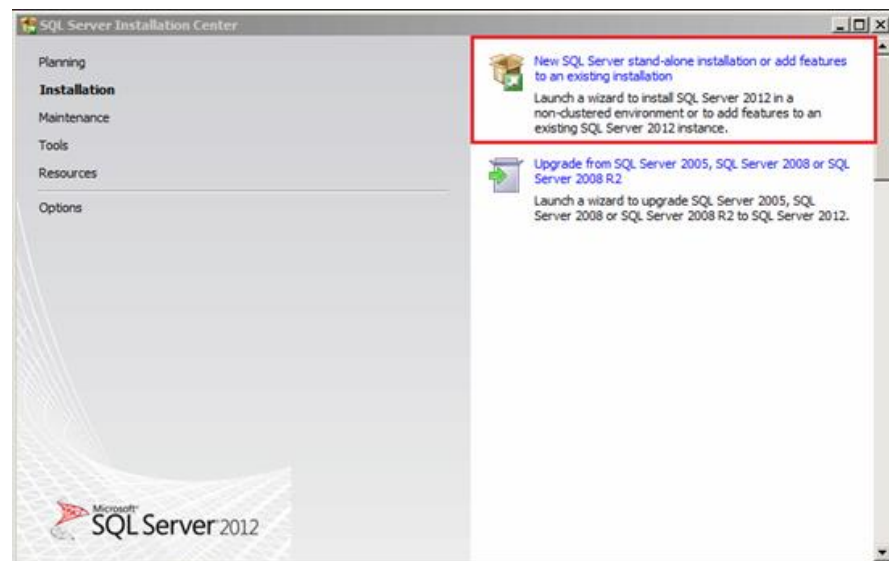 SQL Server Installation Center
Planning
Installation
Maintenance
Tools
Resources
Options
New SQL Server stand-alone installation or add features
to an existing installation
Launch a wizard to install SQL Server 2012 in a
non-clustered environment or to add features to an
existing SQL Server 2012 instance.
Upgrade from SQL Server 2005, SQL Server 2008 or SQL
Server 2008 R2
Launch a wizard to upgrade SQL Server 2005, SQL
Server 2008 or SQL Server 2008 R2 to SQL Server 2012.
Microsoft
SQL Server 2012